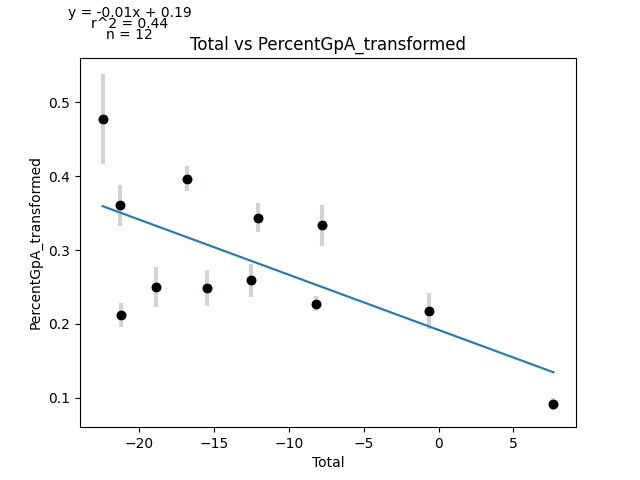 y = -0.01x + 0.19
r^2 = 0.44
n = 12
Total vs PercentGpA_transformed
PercentGpA_transformed
0.5
0.4
0.3
0.2
0.1
−20
−15
−10
−5
0
5
Total